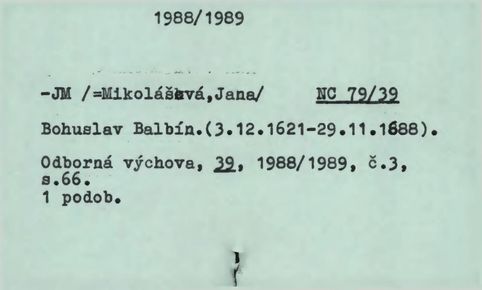 1988/1989
-JM /=Mikolášová,Jana/ NC 79/39
Bohuslav Balbín.(3.12.1621-29.11.1688).
Odborná výchova, 39, 1988/1989, č.3,
s.66.
1 podob.